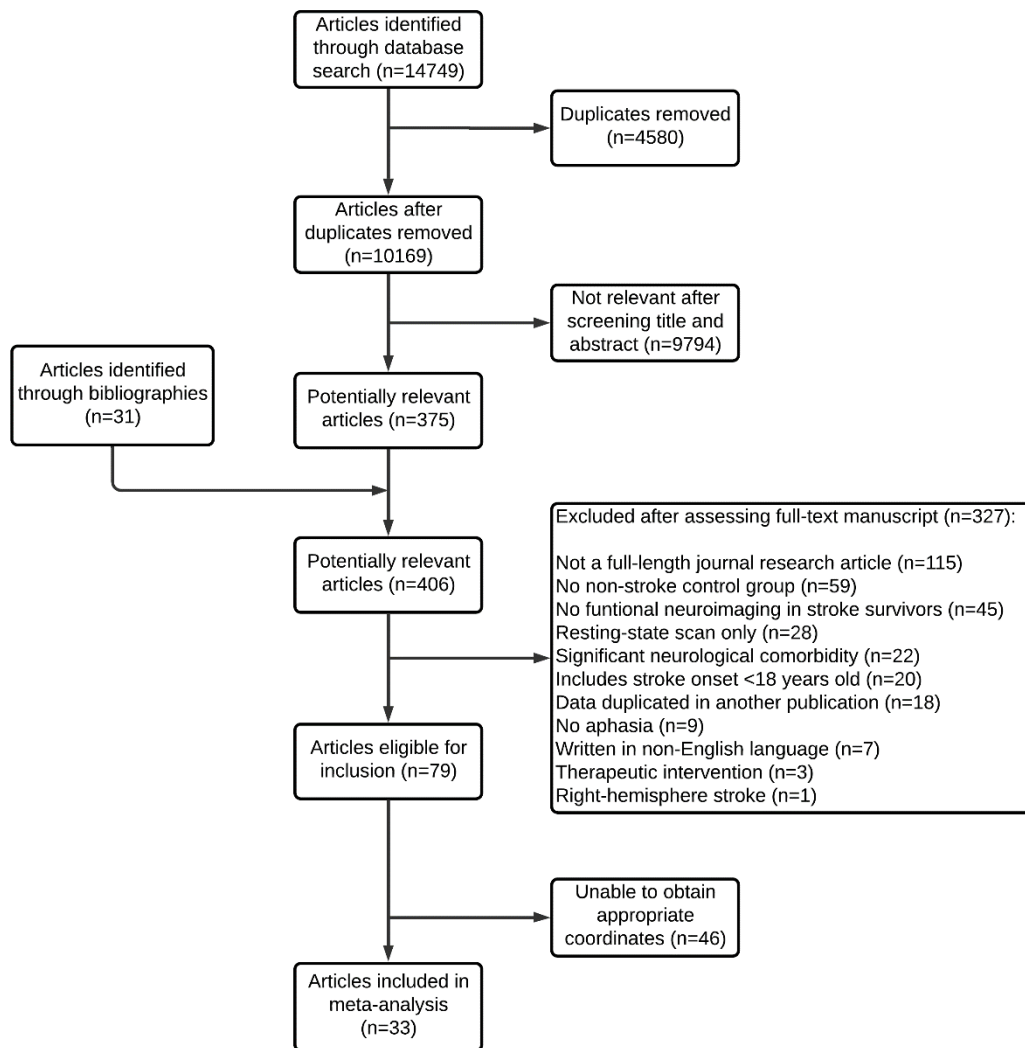 Articles identified
through database
search (n=14749)
Duplicates removed
(n=4580)
Articles after
duplicates removed
(n=10169)
Not relevant after
screening title and
abstract (n=9794)
Articles identified
through bibliographies
(n=31)
Potentially relevant
articles (n=375)
Potentially relevant
articles (n=406)
Excluded after assessing full-text manuscript (n=327):
Not a full-length journal research article (n=115)
No non-stroke control group (n=59)
No funtional neuroimaging in stroke survivors (n=45)
Resting-state scan only (n=28)
Significant neurological comorbidity (n=22)
Includes stroke onset <18 years old (n=20)
Data duplicated in another publication (n=18)
No aphasia (n=9)
Written in non-English language (n=7)
Therapeutic intervention (n=3)
Right-hemisphere stroke (n=1)
Articles eligible for
inclusion (n=79)
Unable to obtain
appropriate
coordinates (n=46)
Articles included in
meta-analysis
(n=33)